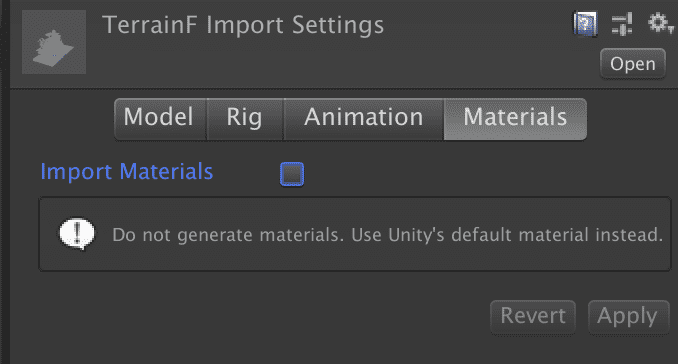 TerrainF Import Settings
Open
Model Rig Animation Materials
Import Materials
Do not generate materials. Use Unity's default material instead.
Revert Apply